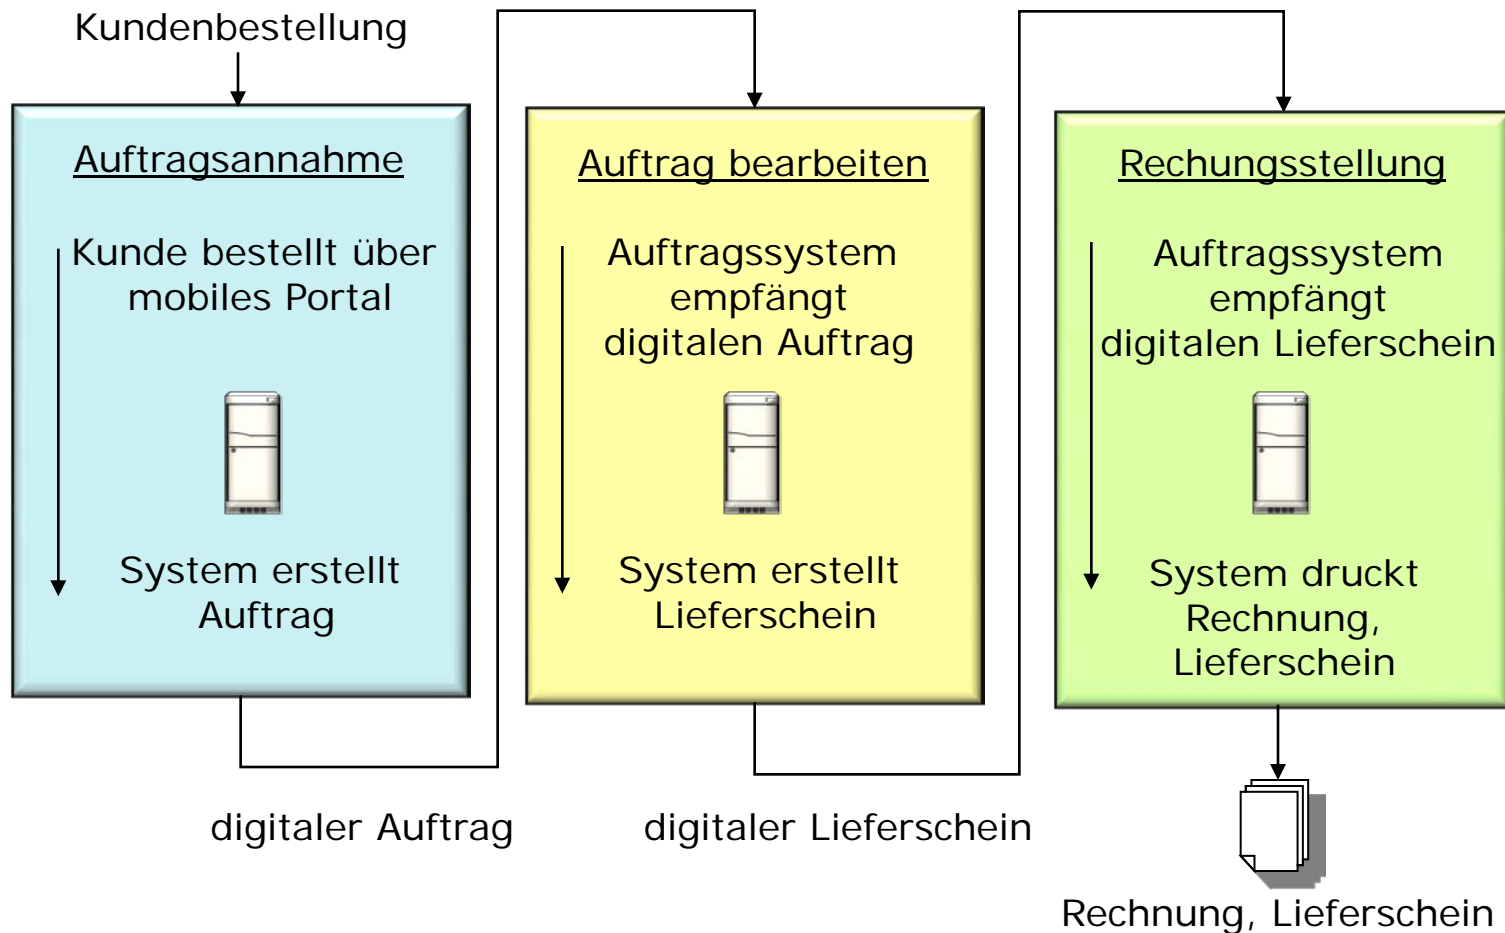 Kundenbestellung
Auftragsannahme
Kunde bestellt über
mobiles Portal
System erstellt
Auftrag
digitaler Auftrag
Auftrag bearbeiten
Auftragssystem
empfängt
digitalen Auftrag
System erstellt
Lieferschein
digitaler Lieferschein
Rechungsstellung
Auftragssystem
empfängt
digitalen Lieferschein
System druckt
Rechnung,
Lieferschein
Rechnung, Lieferschein